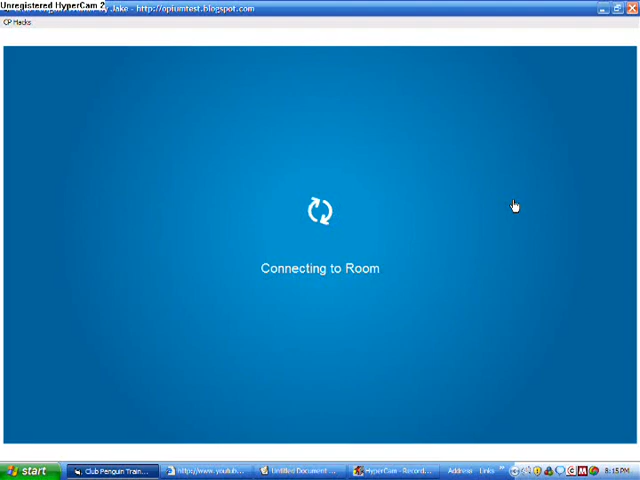 Unregistered HyperCam 2
Jake - http://opiumtest.blogspot.com
CP Hacks
Connecting to Room
start
Club Penguin Train...
http://www.youtub...
Untitled Document ...
HyperCam - Record...
Address
Links
8:15 PM